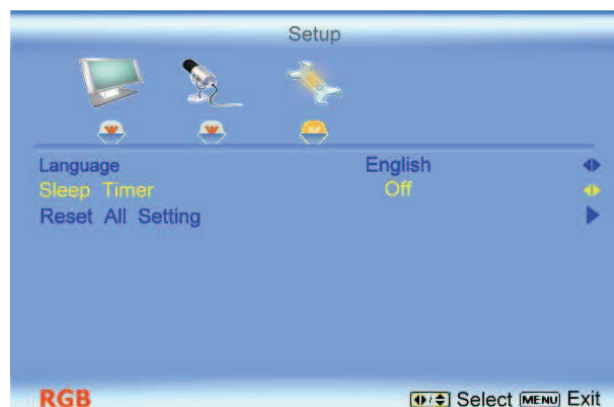 Setup
Language English
Sleep Timer Off
Reset All Setting
RGB Select MENU Exit